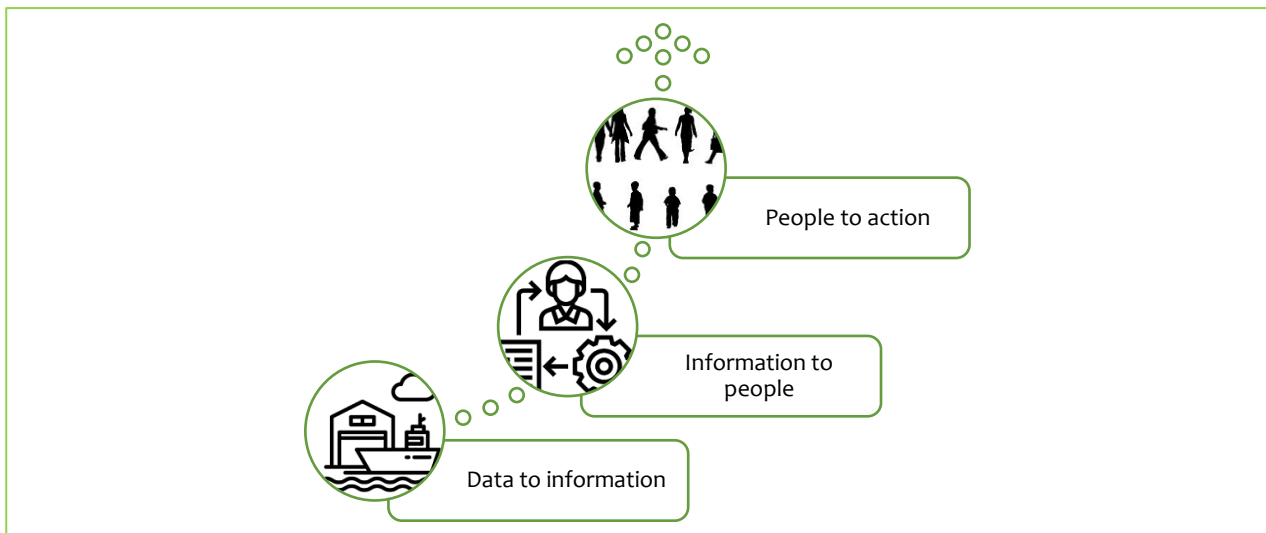 People to action
Information to
people
Data to information